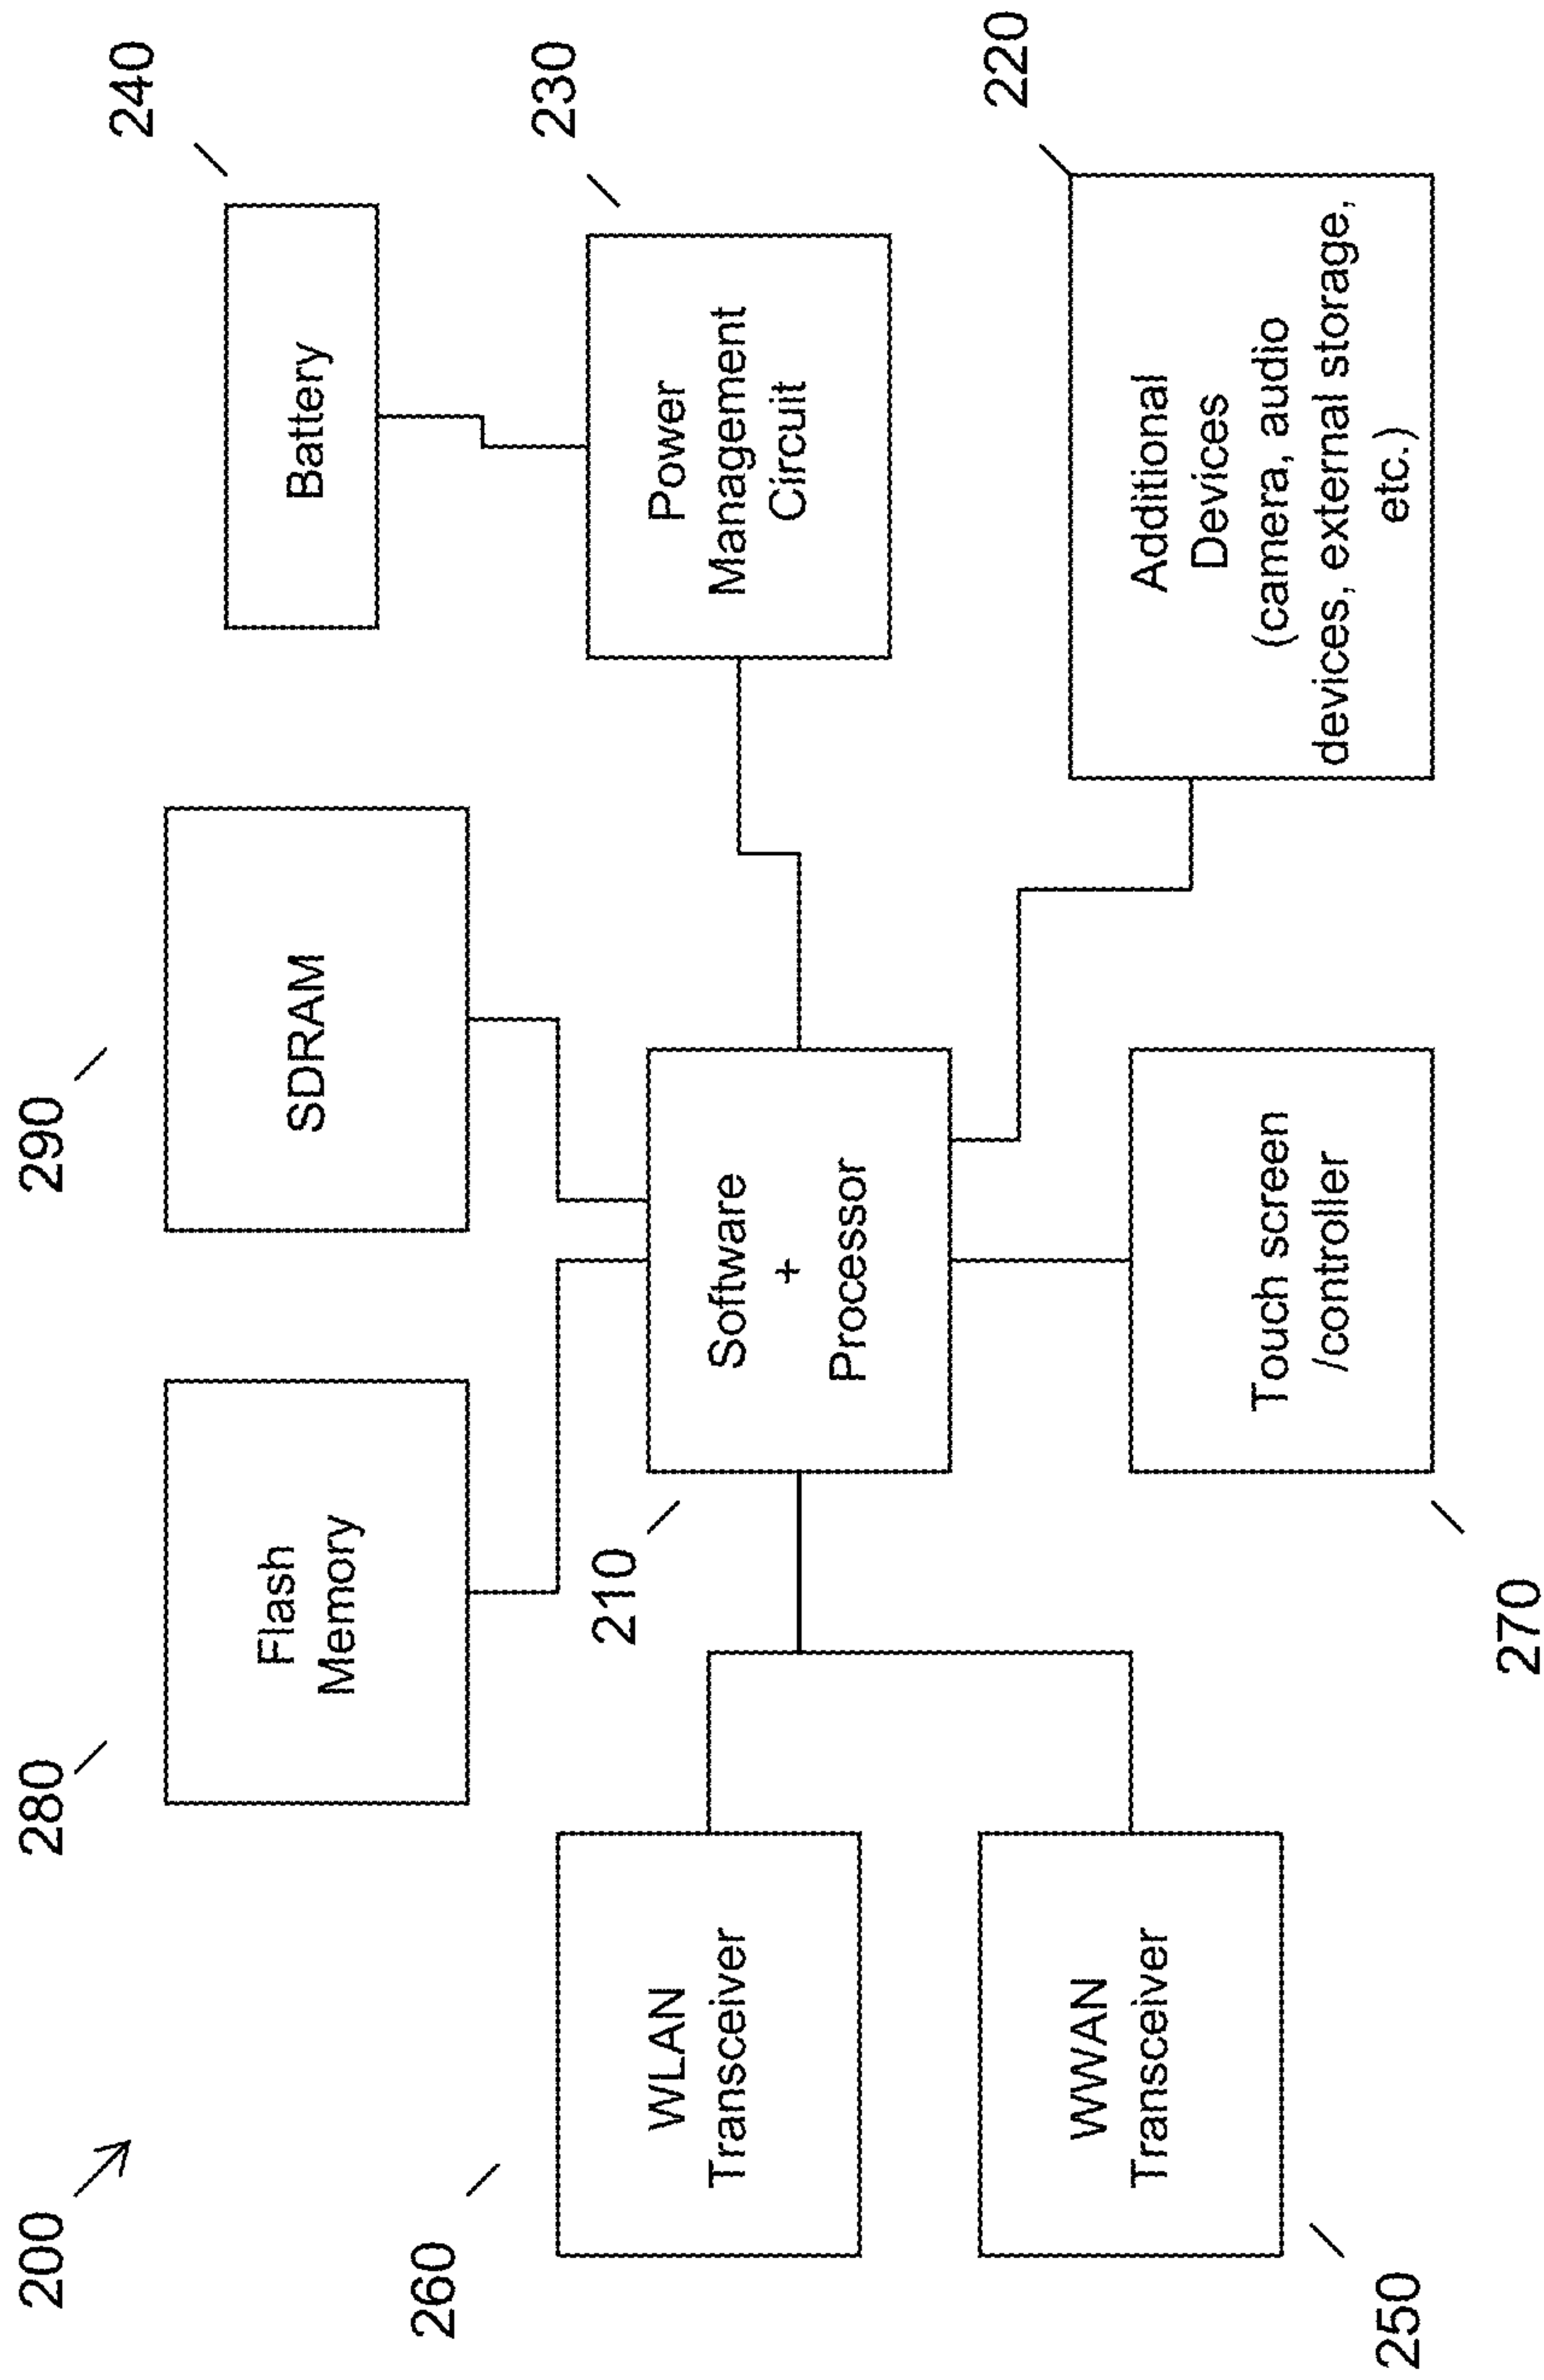 200
280
Flash
Memory
290
SDRAM
240
Battery
260
WLAN
Transceiver
210
Software
+
Processor
230
Power
Management
Circuit
WWAN
Transceiver
250
Touch screen
/controller
270
220
Additional
Devices
(camera, audio
devices, external storage,
etc.)